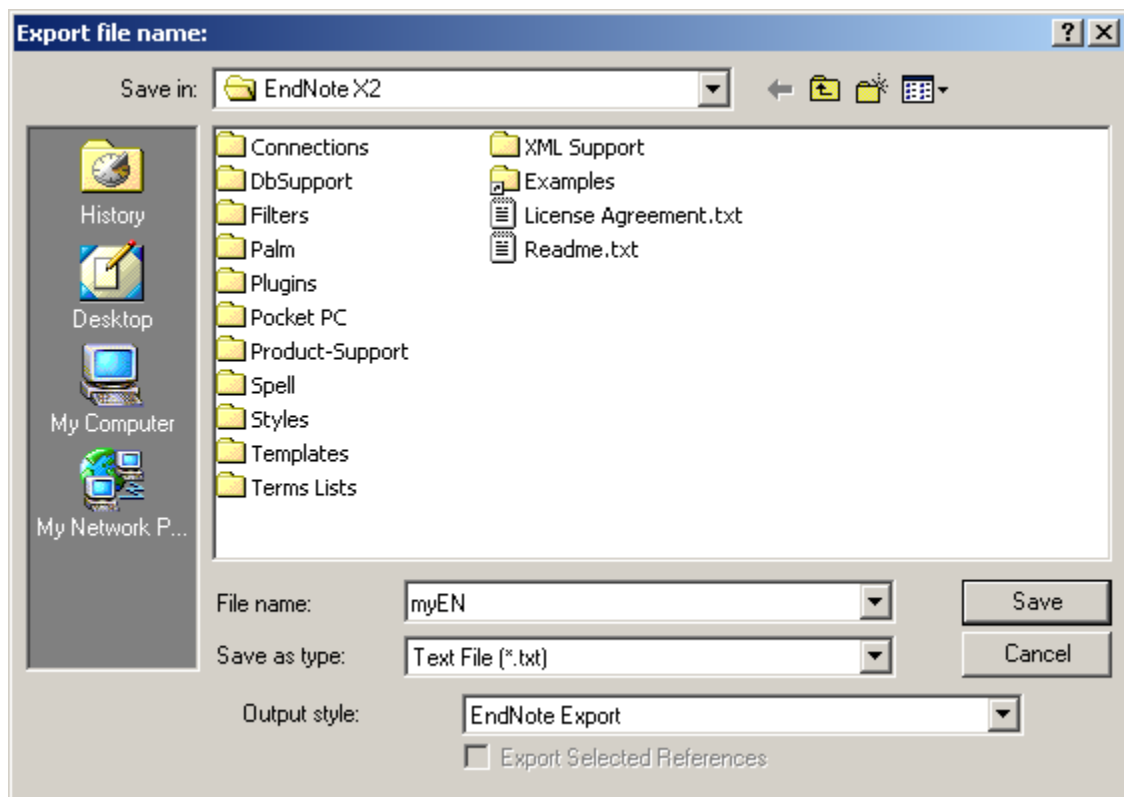 Export file name:
Save in: EndNote X2
History
Desktop
My Computer
My Network P...
Connections
DbSupport
Filters
Palm
Plugins
Pocket PC
Product-Support
Spell
Styles
Templates
Terms Lists
XML Support
Examples
License Agreement.txt
Readme.txt
File name: myEN Save
Save as type: Text File (*.txt) Cancel
Output style: EndNote Export
Export Selected References